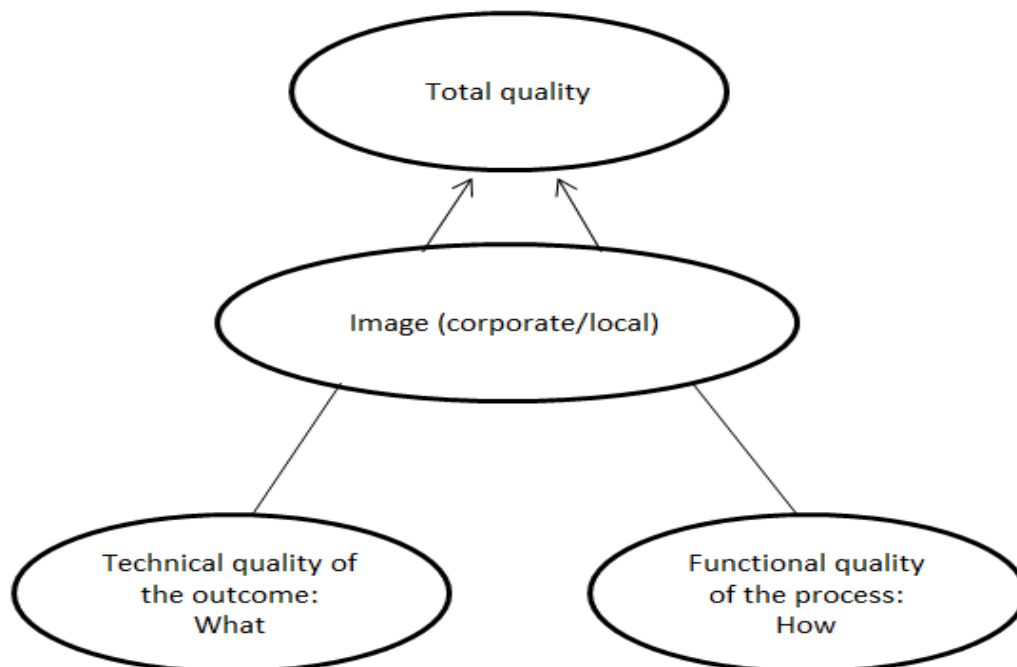 Total quality
Image (corporate/local)
Technical quality of
the outcome:
What
Functional quality
of the process:
How